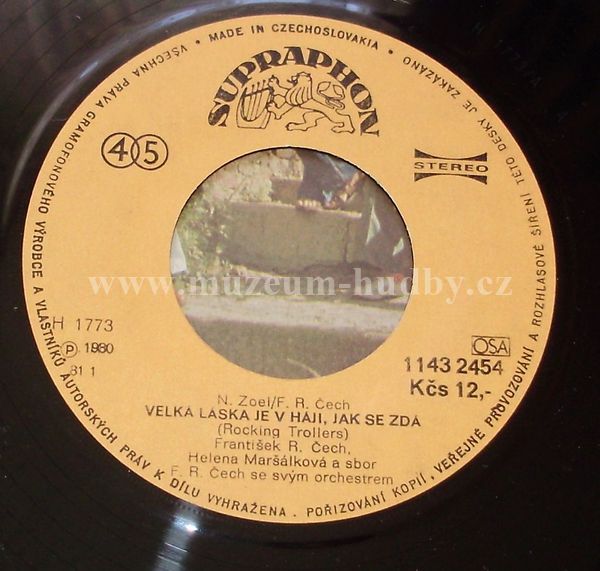 VŠECHNA PRÁVA GRAMOFONOVÉHO VÝROBCE A VLASTNÍKŮ AUTORSKÝCH PRÁV K DÍLU VYHRAŽENA. POŘIZOVÁNÍ KOPIÍ, VEŘEJNÉ PROVOZOVÁNÍ A ROZHLASOVÉ ŠÍŘENÍ TÉTO DESKY JE ZAKÁZÁNO
• MADE IN CZECHOSLOVAKIA •
SUPRAPHON
45
STEREO
www.muzeum-hudby.cz
H 1773
Ⓟ 1980
81 1
OSA
1143 2454
Kčs 12,-
N. Zoel/F. R. Čech
VELKÁ LÁSKA JE V HÁJI, JAK SE ZDÁ
(Rocking Trollers)
František R. Čech,
Helena Maršálková a sbor
F. R. Čech se svým orchestrem